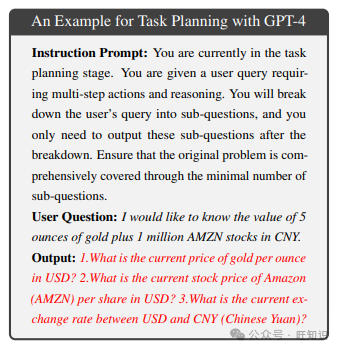 An Example for Task Planning with GPT-4
Instruction Prompt: You are currently in the task
planning stage. You are given a user query requir-
ing multi-step actions and reasoning. You will break
down the user's query into sub-questions, and you
only need to output these sub-questions after the
breakdown. Ensure that the original problem is com-
prehensively covered through the minimal number of
sub-questions.
User Question: I would like to know the value of 5
ounces of gold plus 1 million AMZN stocks in CNY.
Output: 1.What is the current price of gold per ounce
in USD? 2.What is the current stock price of Amazon
(AMZN) per share in USD? 3.What is the current ex-
change rate between USD and CNY (Chinese Yuan)?
公众号 · 旺知识